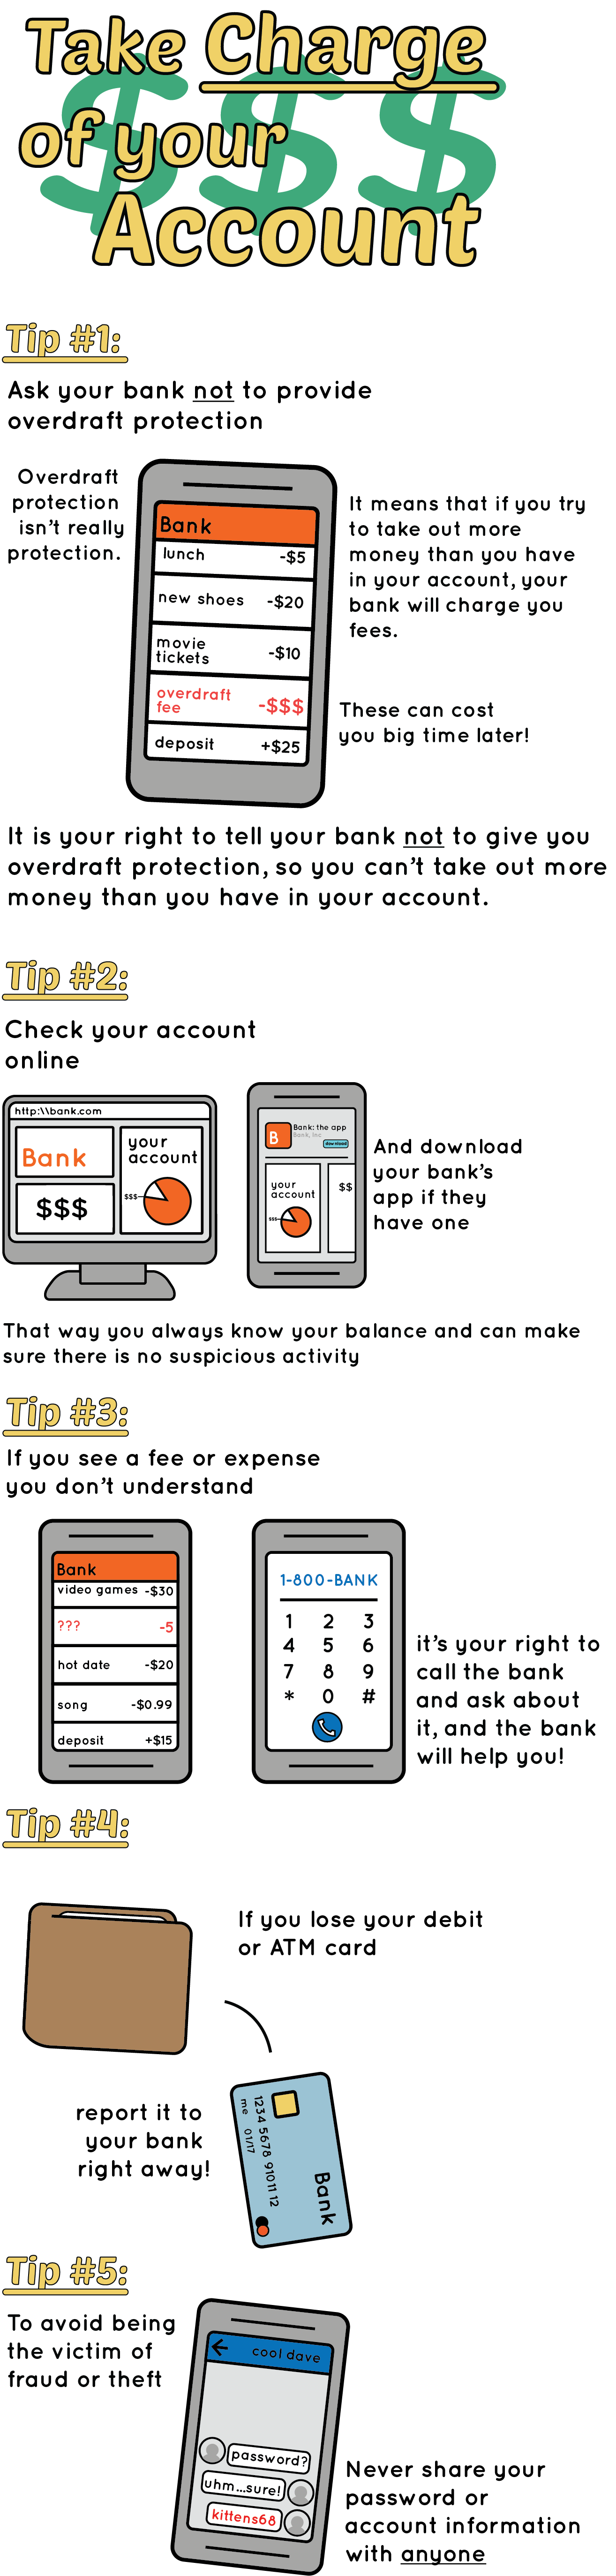 Take Charge
of your
Account
$$$
Tip #1:
Ask your bank not to provide
overdraft protection
Overdraft
protection
isn't really
protection.
Bank
lunch -$5
new shoes -$20
movie
tickets -$10
overdraft
fee -$$$
deposit +$25
It means that if you try
to take out more
money than you have
in your account, your
bank will charge you
fees.
These can cost
you big time later!
It is your right to tell your bank not to give you
overdraft protection, so you can't take out more
money than you have in your account.
Tip #2:
Check your account
online
http:\\bank.com
Bank
$$$
your
account
$$$
Bank: the app
Bank, Inc
download
B
your
account
$$$
$$
And download
your bank's
app if they
have one
That way you always know your balance and can make
sure there is no suspicious activity
Tip #3:
If you see a fee or expense
you don't understand
Bank
video games -$30
??? -5
hot date -$20
song -$0.99
deposit +$15
1-800-BANK
1 2 3
4 5 6
7 8 9
* 0 #
it's your right to
call the bank
and ask about
it, and the bank
will help you!
Tip #4:
If you lose your debit
or ATM card
report it to
your bank
right away!
Bank
1234 5678 91011 12
me 01/17
Tip #5:
To avoid being
the victim of
fraud or theft
cool dave
password?
uhm...sure!
kittens68
Never share your
password or
account information
with anyone